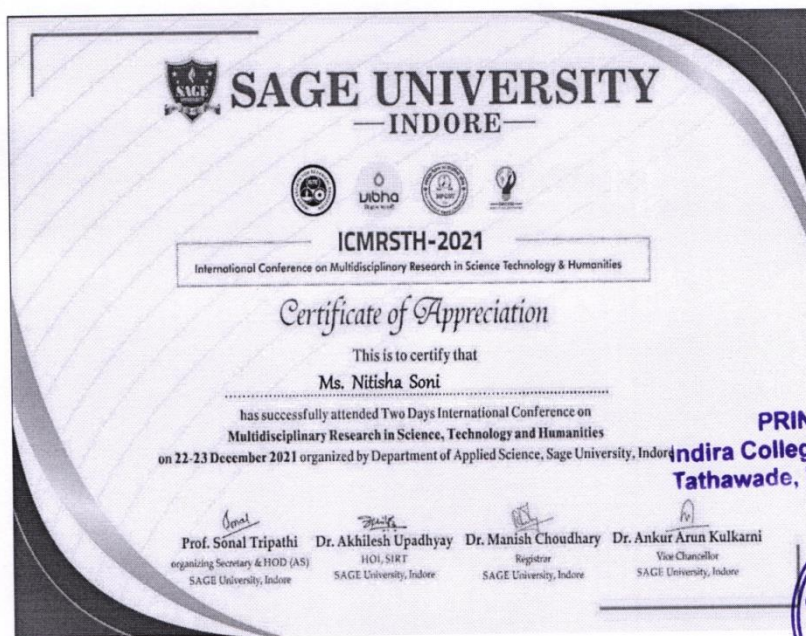 SAGE
SAGE UNIVERSITY
INDORE
vibha
ICMRSTH-2021
International Conference on Multidisciplinary Research in Science Technology & Humanities
Certificate of Appreciation
This is to certify that
Ms. Nitisha Soni
has successfully attended Two Days International Conference on
Multidisciplinary Research in Science, Technology and Humanities
on 22-23 December 2021 organized by Department of Applied Science, Sage University, Indore
PRIN
Indira Colleg
Tathawade,
Prof. Sonal Tripathi Dr. Akhilesh Upadhyay Dr. Manish Choudhary Dr. Ankur Arun Kulkarni
organizing Secretary & HOD (AS) HOI, SIRT Registrar Vice Chancellor
SAGE University, Indore SAGE University, Indore SAGE University, Indore SAGE University, Indore